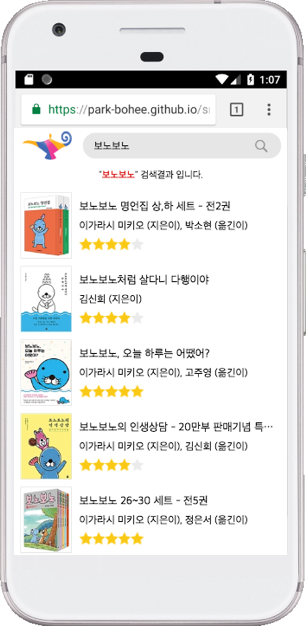 1:07
https://park-bohee.github.io/s
1
보노보노
"보노보노" 검색결과 입니다.
보노보노 명언집 상,하 세트 - 전2권
이가라시 미키오 (지은이), 박소현 (옮긴이)
보노보노처럼 살다니 다행이야
김신회 (지은이)
보노보노, 오늘 하루는 어땠어?
이가라시 미키오 (지은이), 고주영 (옮긴이)
보노보노의 인생상담 - 20만부 판매기념 특···
이가라시 미키오 (지은이), 김신회 (옮긴이)
보노보노 26~30 세트 - 전5권
이가라시 미키오 (지은이), 정은서 (옮긴이)